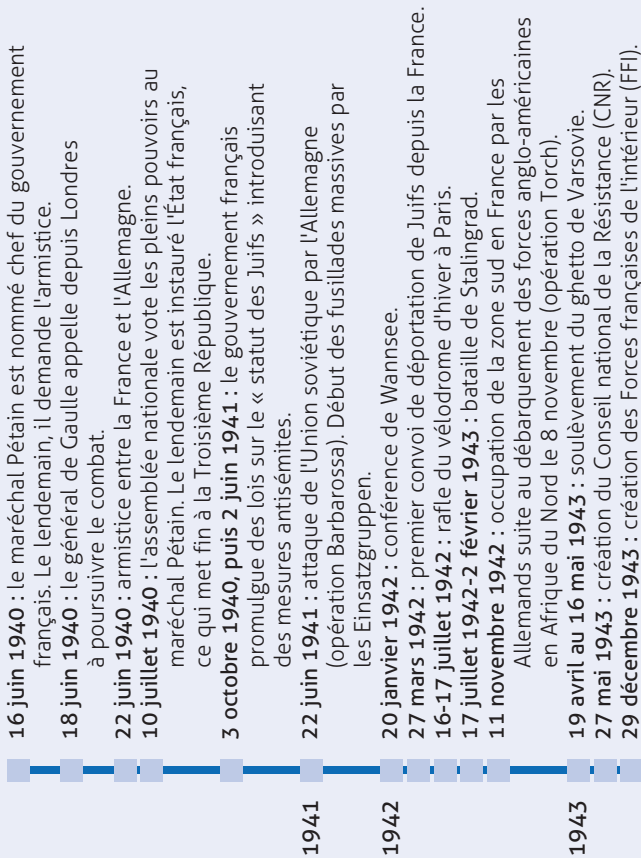 16 juin 1940 : le maréchal Pétain est nommé chef du gouvernement
français. Le lendemain, il demande l'armistice.
18 juin 1940 : le général de Gaulle appelle depuis Londres
à poursuivre le combat.
22 juin 1940 : armistice entre la France et l'Allemagne.
10 juillet 1940 : l'assemblée nationale vote les pleins pouvoirs au
maréchal Pétain. Le lendemain est instauré l'État français,
ce qui met fin à la Troisième République.
3 octobre 1940, puis 2 juin 1941 : le gouvernement français
promulgue des lois sur le « statut des Juifs » introduisant
des mesures antisémites.
1941
22 juin 1941 : attaque de l'Union soviétique par l'Allemagne
(opération Barbarossa). Début des fusillades massives par
les Einsatzgruppen.
1942
20 janvier 1942 : conférence de Wannsee.
27 mars 1942 : premier convoi de déportation de Juifs depuis la France.
16-17 juillet 1942 : rafle du vélodrome d'hiver à Paris.
17 juillet 1942-2 février 1943 : bataille de Stalingrad.
11 novembre 1942 : occupation de la zone sud en France par les
Allemands suite au débarquement des forces anglo-américaines
en Afrique du Nord le 8 novembre (opération Torch).
1943
19 avril au 16 mai 1943 : soulèvement du ghetto de Varsovie.
27 mai 1943 : création du Conseil national de la Résistance (CNR).
29 décembre 1943 : création des Forces françaises de l'intérieur (FFI).